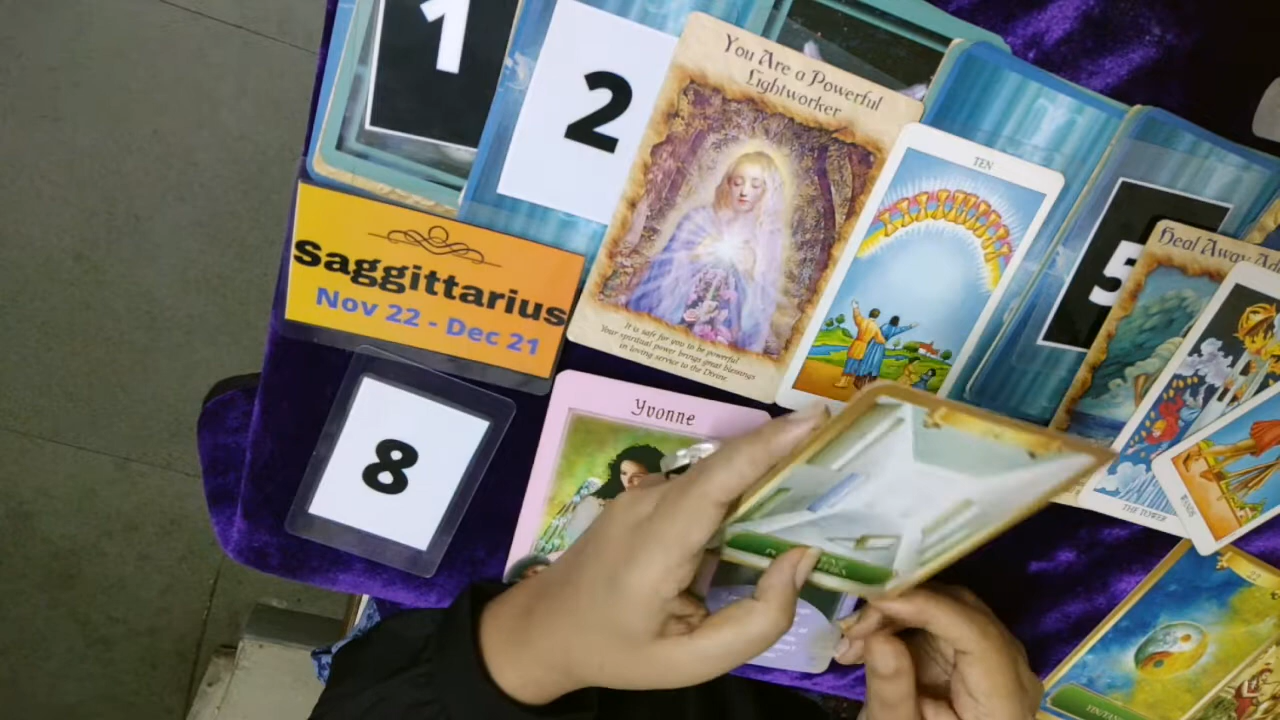 1
2
You Are a Powerful
Lightworker
It is safe for you to be powerful
Your spiritual power brings great blessings
in loving service to the Divine
TEN
5
Heal Away
THE TOWER
WANDS
Saggittarius
Nov 22 - Dec 21
8
Yvonne
22